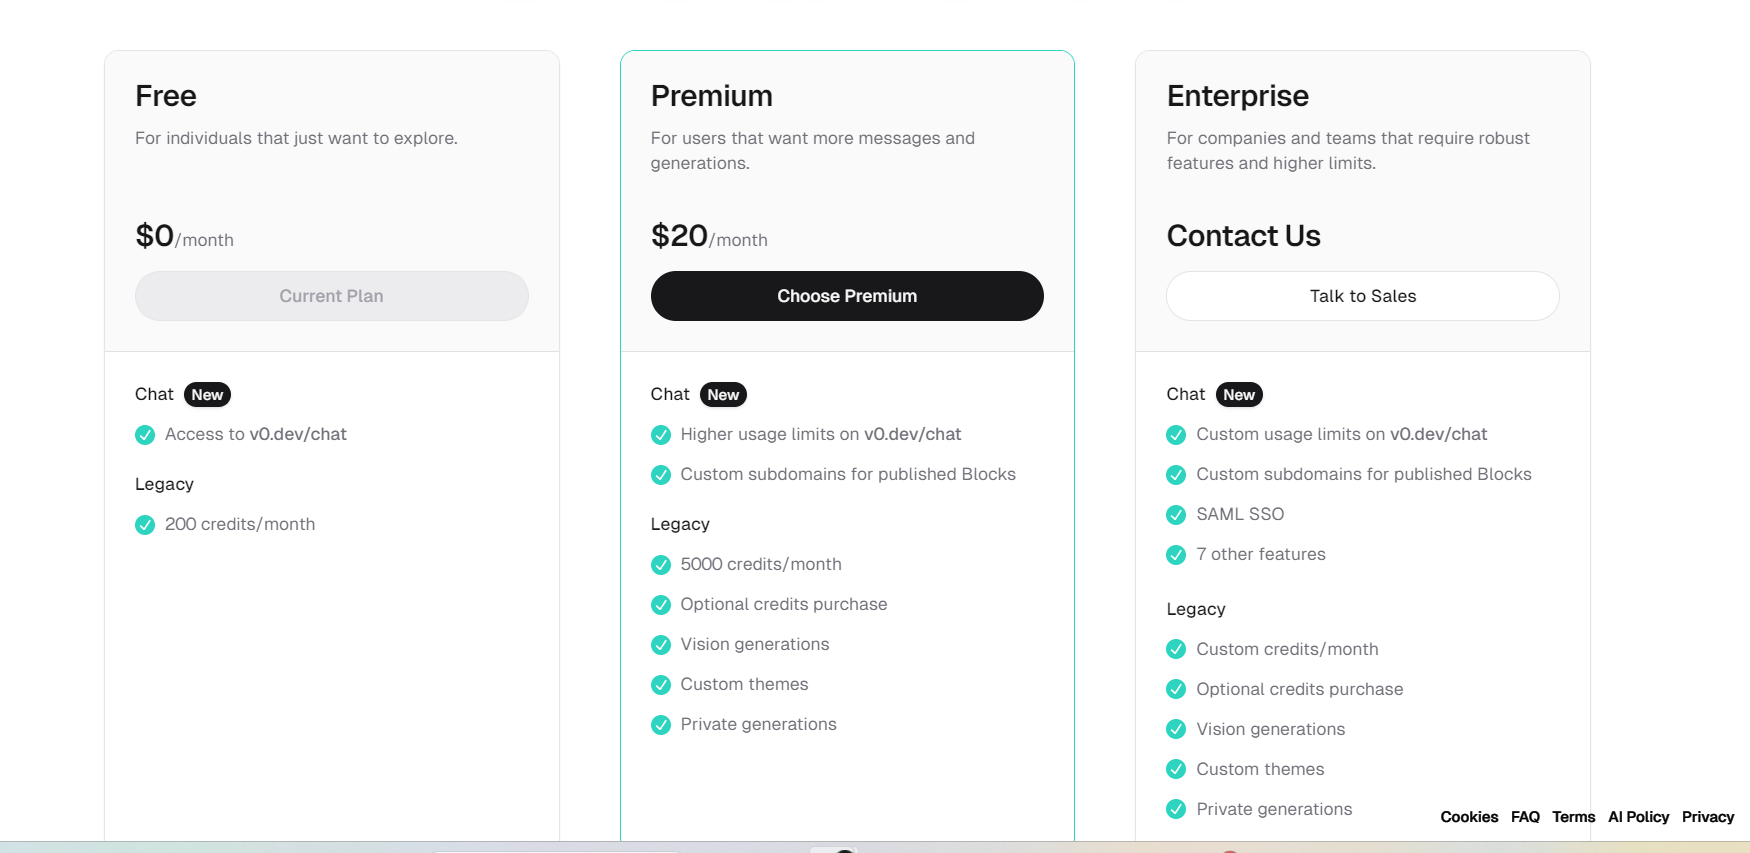 Free
For individuals that just want to explore.
$0/month
Current Plan
Chat New
Access to v0.dev/chat
Legacy
200 credits/month
Premium
For users that want more messages and
generations.
$20/month
Choose Premium
Chat New
Higher usage limits on v0.dev/chat
Custom subdomains for published Blocks
Legacy
5000 credits/month
Optional credits purchase
Vision generations
Custom themes
Private generations
Enterprise
For companies and teams that require robust
features and higher limits.
Contact Us
Talk to Sales
Chat New
Custom usage limits on v0.dev/chat
Custom subdomains for published Blocks
SAML SSO
7 other features
Legacy
Custom credits/month
Optional credits purchase
Vision generations
Custom themes
Private generations
Cookies FAQ Terms AI Policy Privacy